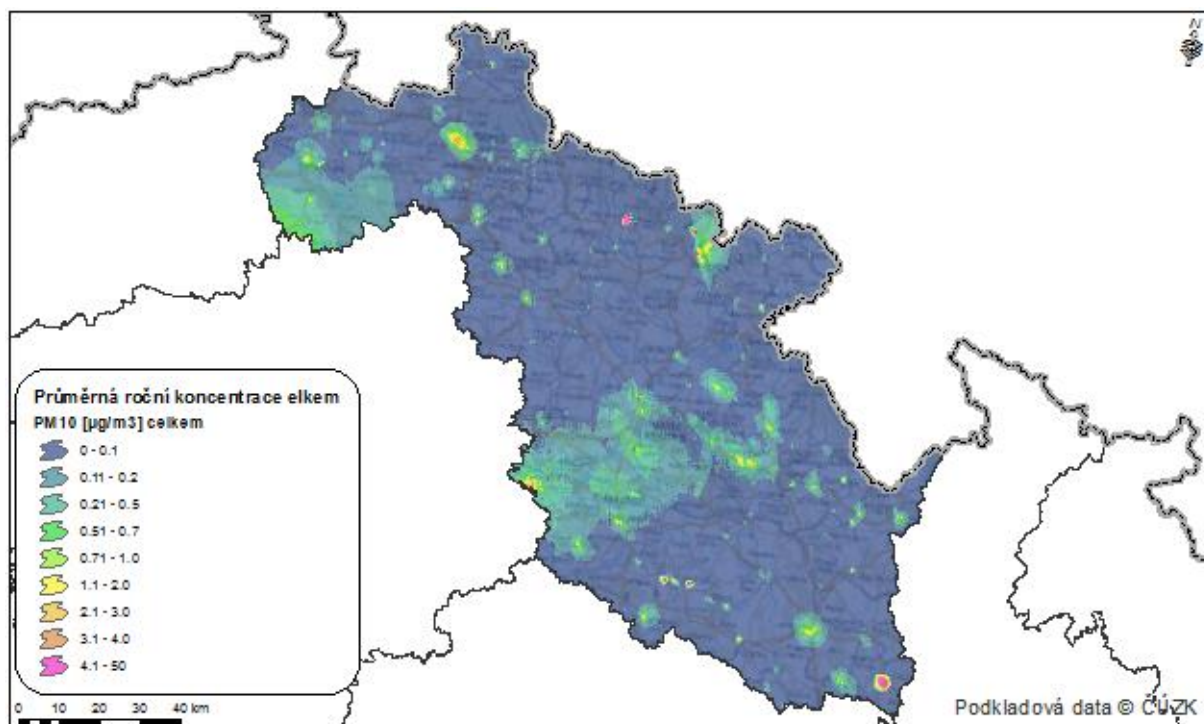 N
Průměrná roční koncentrace elkem
PM10 [µg/m3] celkem
0 - 0.1
0.11 - 0.2
0.21 - 0.5
0.51 - 0.7
0.71 - 1.0
1.1 - 2.0
2.1 - 3.0
3.1 - 4.0
4.1 - 50
0 10 20 30 40 km
Podkladová data © ČÚZK